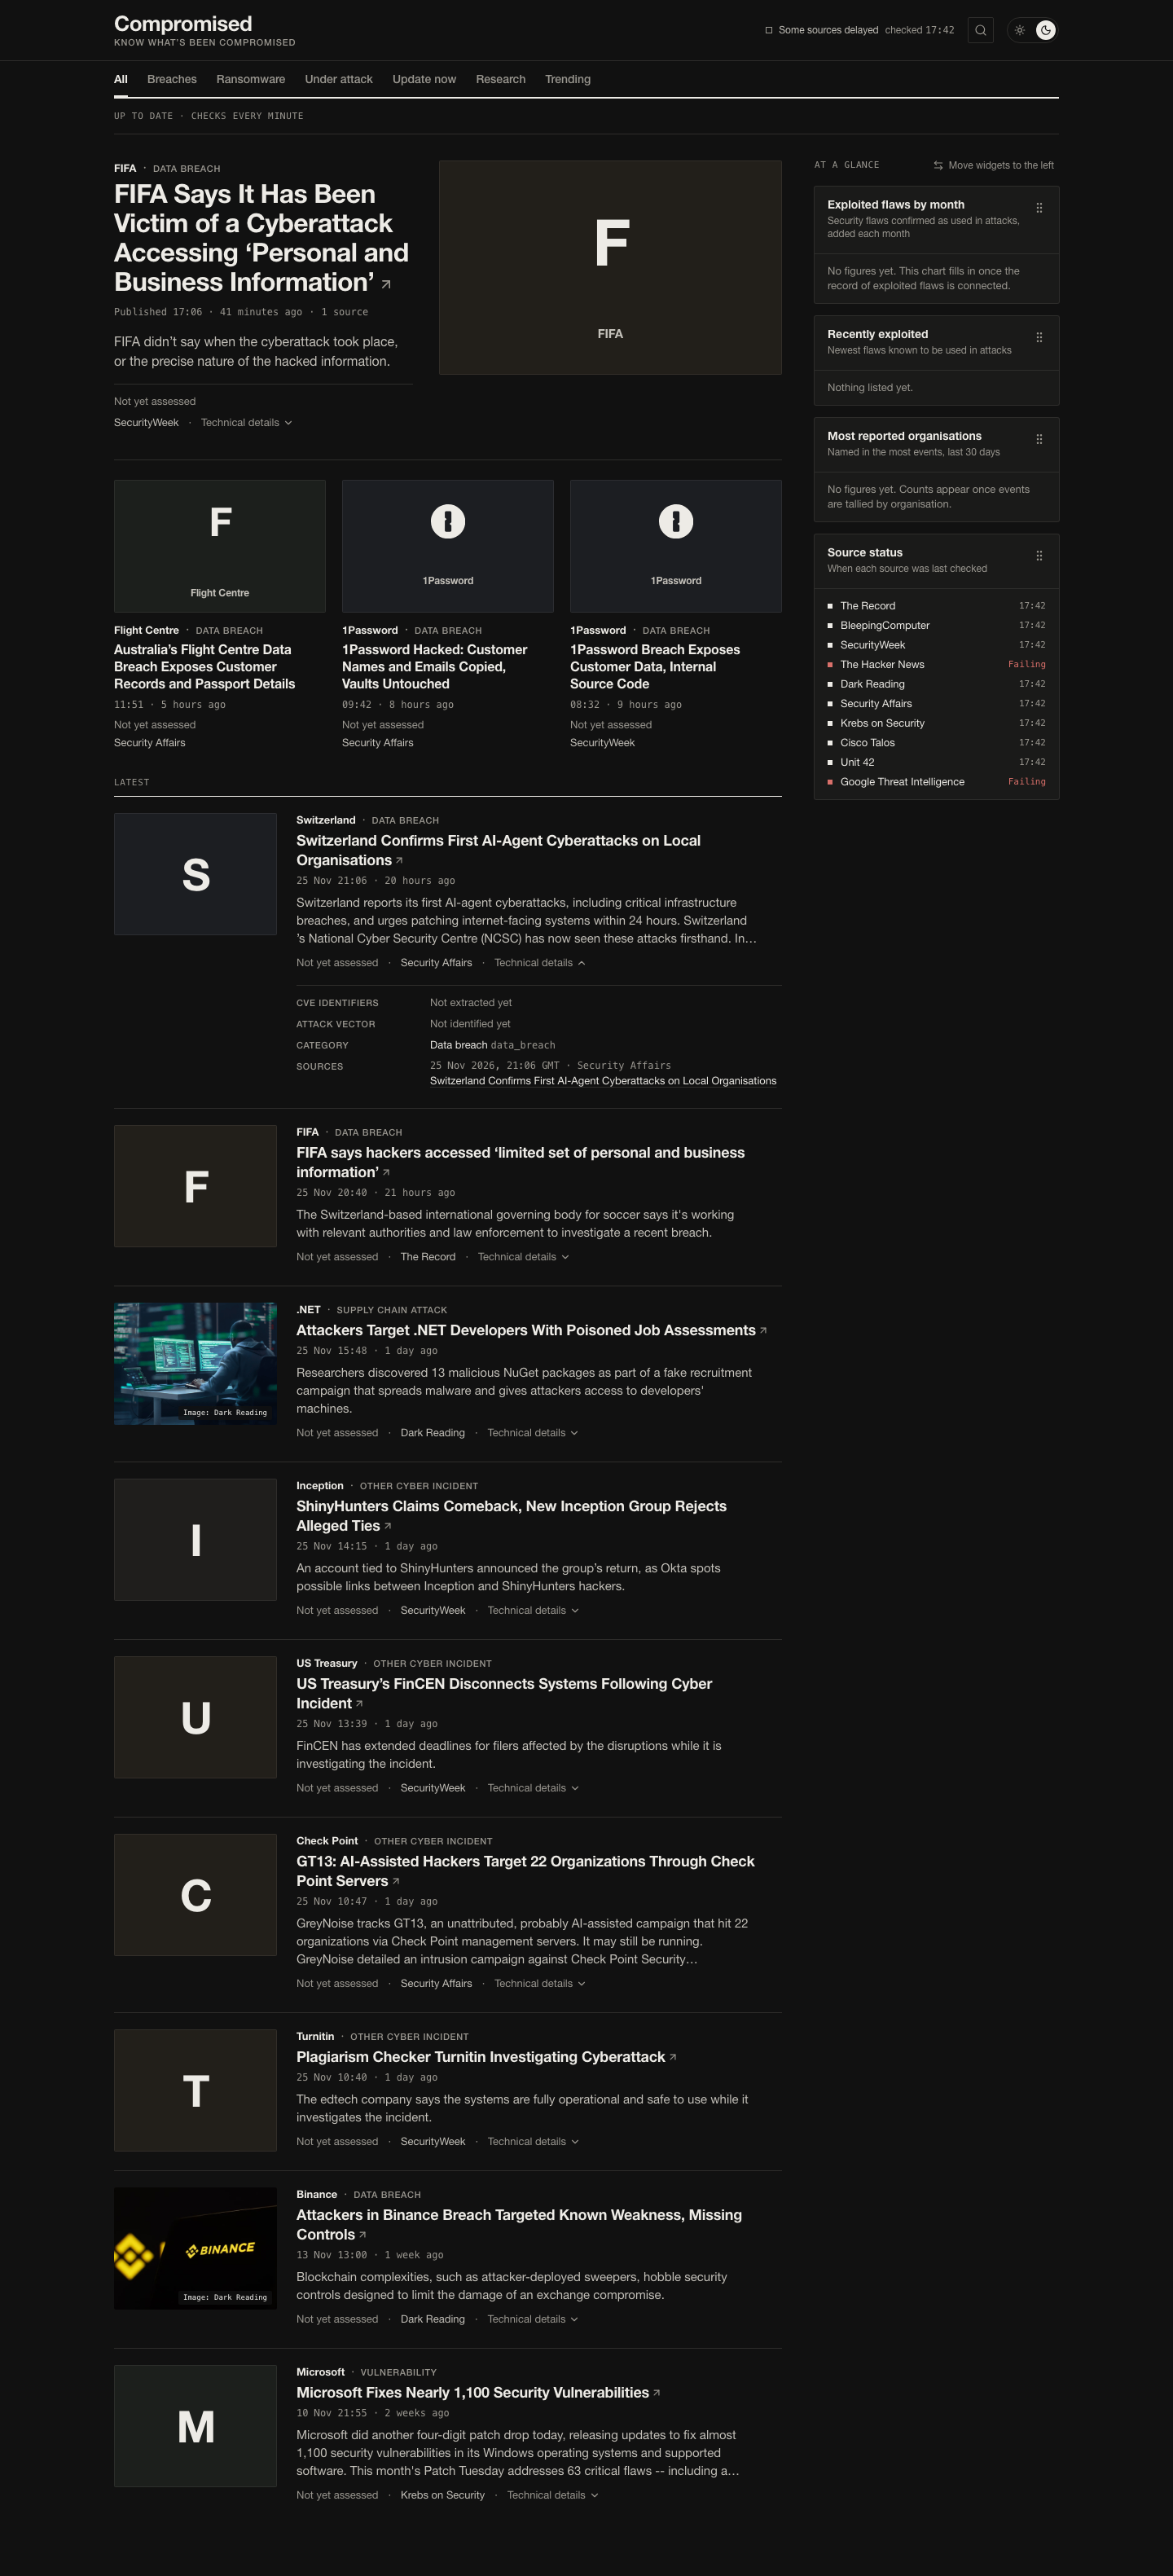 Compromised
KNOW WHAT'S BEEN COMPROMISED
Some sources delayed checked 17:42
All Breaches Ransomware Under attack Update now Research Trending
UP TO DATE · CHECKS EVERY MINUTE
FIFA · DATA BREACH
FIFA Says It Has Been
Victim of a Cyberattack
Accessing ‘Personal and
Business Information’
Published 17:06 · 41 minutes ago · 1 source
FIFA didn’t say when the cyberattack took place,
or the precise nature of the hacked information.
Not yet assessed
SecurityWeek · Technical details
F
FIFA
F
Flight Centre
Flight Centre · DATA BREACH
Australia’s Flight Centre Data
Breach Exposes Customer
Records and Passport Details
11:51 · 5 hours ago
Not yet assessed
Security Affairs
1Password
1Password · DATA BREACH
1Password Hacked: Customer
Names and Emails Copied,
Vaults Untouched
09:42 · 8 hours ago
Not yet assessed
Security Affairs
1Password
1Password · DATA BREACH
1Password Breach Exposes
Customer Data, Internal
Source Code
08:32 · 9 hours ago
Not yet assessed
SecurityWeek
LATEST
S
Switzerland · DATA BREACH
Switzerland Confirms First AI-Agent Cyberattacks on Local
Organisations
25 Nov 21:06 · 20 hours ago
Switzerland reports its first AI-agent cyberattacks, including critical infrastructure
breaches, and urges patching internet-facing systems within 24 hours. Switzerland
’s National Cyber Security Centre (NCSC) has now seen these attacks firsthand. In…
Not yet assessed · Security Affairs · Technical details
CVE IDENTIFIERS Not extracted yet
ATTACK VECTOR Not identified yet
CATEGORY Data breach data_breach
SOURCES 25 Nov 2026, 21:06 GMT · Security Affairs
Switzerland Confirms First AI-Agent Cyberattacks on Local Organisations
F
FIFA · DATA BREACH
FIFA says hackers accessed ‘limited set of personal and business
information’
25 Nov 20:40 · 21 hours ago
The Switzerland-based international governing body for soccer says it's working
with relevant authorities and law enforcement to investigate a recent breach.
Not yet assessed · The Record · Technical details
Image: Dark Reading
.NET · SUPPLY CHAIN ATTACK
Attackers Target .NET Developers With Poisoned Job Assessments
25 Nov 15:48 · 1 day ago
Researchers discovered 13 malicious NuGet packages as part of a fake recruitment
campaign that spreads malware and gives attackers access to developers'
machines.
Not yet assessed · Dark Reading · Technical details
I
Inception · OTHER CYBER INCIDENT
ShinyHunters Claims Comeback, New Inception Group Rejects
Alleged Ties
25 Nov 14:15 · 1 day ago
An account tied to ShinyHunters announced the group’s return, as Okta spots
possible links between Inception and ShinyHunters hackers.
Not yet assessed · SecurityWeek · Technical details
U
US Treasury · OTHER CYBER INCIDENT
US Treasury’s FinCEN Disconnects Systems Following Cyber
Incident
25 Nov 13:39 · 1 day ago
FinCEN has extended deadlines for filers affected by the disruptions while it is
investigating the incident.
Not yet assessed · SecurityWeek · Technical details
C
Check Point · OTHER CYBER INCIDENT
GT13: AI-Assisted Hackers Target 22 Organizations Through Check
Point Servers
25 Nov 10:47 · 1 day ago
GreyNoise tracks GT13, an unattributed, probably AI-assisted campaign that hit 22
organizations via Check Point management servers. It may still be running.
GreyNoise detailed an intrusion campaign against Check Point Security…
Not yet assessed · Security Affairs · Technical details
T
Turnitin · OTHER CYBER INCIDENT
Plagiarism Checker Turnitin Investigating Cyberattack
25 Nov 10:40 · 1 day ago
The edtech company says the systems are fully operational and safe to use while it
investigates the incident.
Not yet assessed · SecurityWeek · Technical details
BINANCE
Image: Dark Reading
Binance · DATA BREACH
Attackers in Binance Breach Targeted Known Weakness, Missing
Controls
13 Nov 13:00 · 1 week ago
Blockchain complexities, such as attacker-deployed sweepers, hobble security
controls designed to limit the damage of an exchange compromise.
Not yet assessed · Dark Reading · Technical details
M
Microsoft · VULNERABILITY
Microsoft Fixes Nearly 1,100 Security Vulnerabilities
10 Nov 21:55 · 2 weeks ago
Microsoft did another four-digit patch drop today, releasing updates to fix almost
1,100 security vulnerabilities in its Windows operating systems and supported
software. This month's Patch Tuesday addresses 63 critical flaws -- including a…
Not yet assessed · Krebs on Security · Technical details
AT A GLANCE Move widgets to the left
Exploited flaws by month
Security flaws confirmed as used in attacks,
added each month
No figures yet. This chart fills in once the
record of exploited flaws is connected.
Recently exploited
Newest flaws known to be used in attacks
Nothing listed yet.
Most reported organisations
Named in the most events, last 30 days
No figures yet. Counts appear once events
are tallied by organisation.
Source status
When each source was last checked
The Record 17:42
BleepingComputer 17:42
SecurityWeek 17:42
The Hacker News Failing
Dark Reading 17:42
Security Affairs 17:42
Krebs on Security 17:42
Cisco Talos 17:42
Unit 42 17:42
Google Threat Intelligence Failing